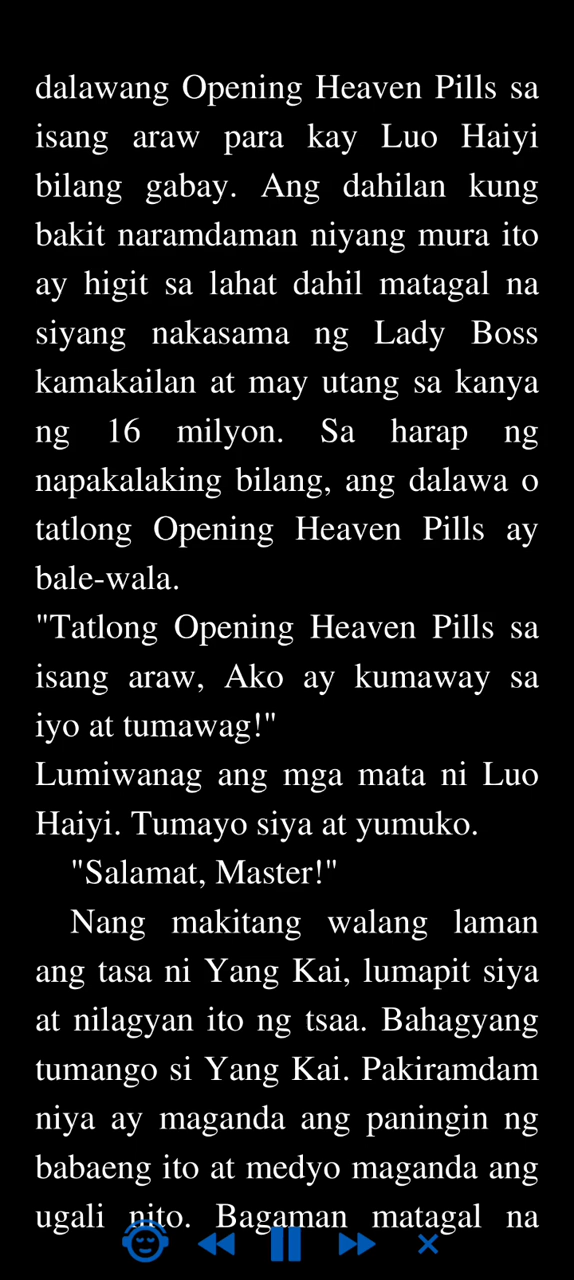 dalawang Opening Heaven Pills sa
isang araw para kay Luo Haiyi
bilang gabay. Ang dahilan kung
bakit naramdaman niyang mura ito
ay higit sa lahat dahil matagal na
siyang nakasama ng Lady Boss
kamakailan at may utang sa kanya
ng 16 milyon. Sa harap ng
napakalaking bilang, ang dalawa o
tatlong Opening Heaven Pills ay
bale-wala.
"Tatlong Opening Heaven Pills sa
isang araw, Ako ay kumaway sa
iyo at tumawag!"
Lumiwanag ang mga mata ni Luo
Haiyi. Tumayo siya at yumuko.
"Salamat, Master!"
Nang makitang walang laman
ang tasa ni Yang Kai, lumapit siya
at nilagyan ito ng tsaa. Bahagyang
tumango si Yang Kai. Pakiramdam
niya ay maganda ang paningin ng
babaeng ito at medyo maganda ang
ugali nito. Bagaman matagal na